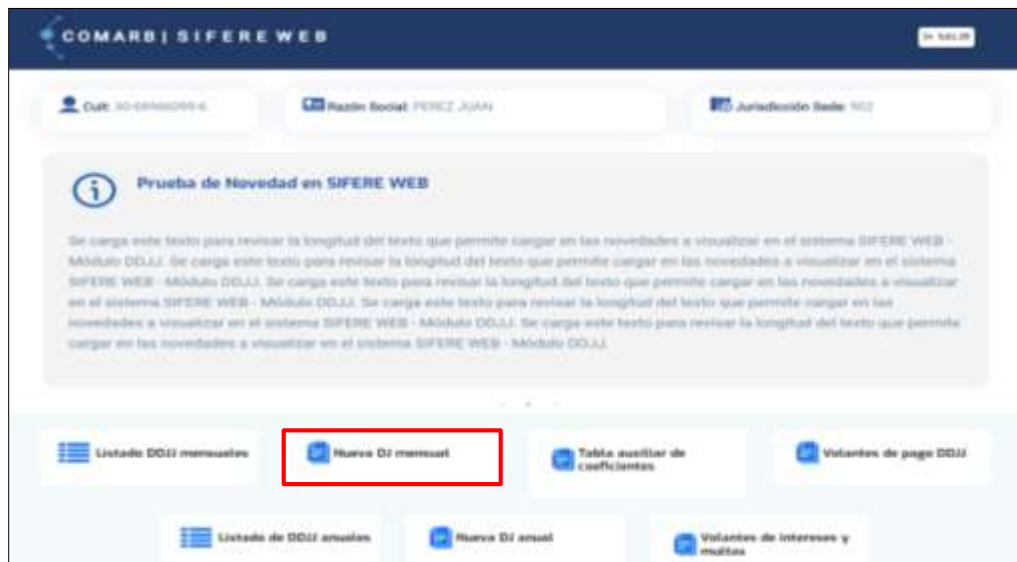 COMARB | SIFERE WEB
SALIR
Cuit:
Razón Social: PEREZ JUAN
Jurisdicción Sede: 902
Prueba de Novedad en SIFERE WEB
Se carga este texto para revisar la longitud del texto que permite cargar en las novedades a visualizar en el sistema SIFERE WEB -
Módulo DDJJ. Se carga este texto para revisar la longitud del texto que permite cargar en las novedades a visualizar en el sistema
SIFERE WEB - Módulo DDJJ. Se carga este texto para revisar la longitud del texto que permite cargar en las novedades a visualizar
en el sistema SIFERE WEB - Módulo DDJJ. Se carga este texto para revisar la longitud del texto que permite cargar en las
novedades a visualizar en el sistema SIFERE WEB - Módulo DDJJ. Se carga este texto para revisar la longitud del texto que permite
cargar en las novedades a visualizar en el sistema SIFERE WEB - Módulo DDJJ.
Listado DDJJ mensuales
Nueva DJ mensual
Tabla auxiliar de
coeficientes
Volantes de pago DDJJ
Listado de DDJJ anuales
Nueva DJ anual
Volantes de intereses y
multas